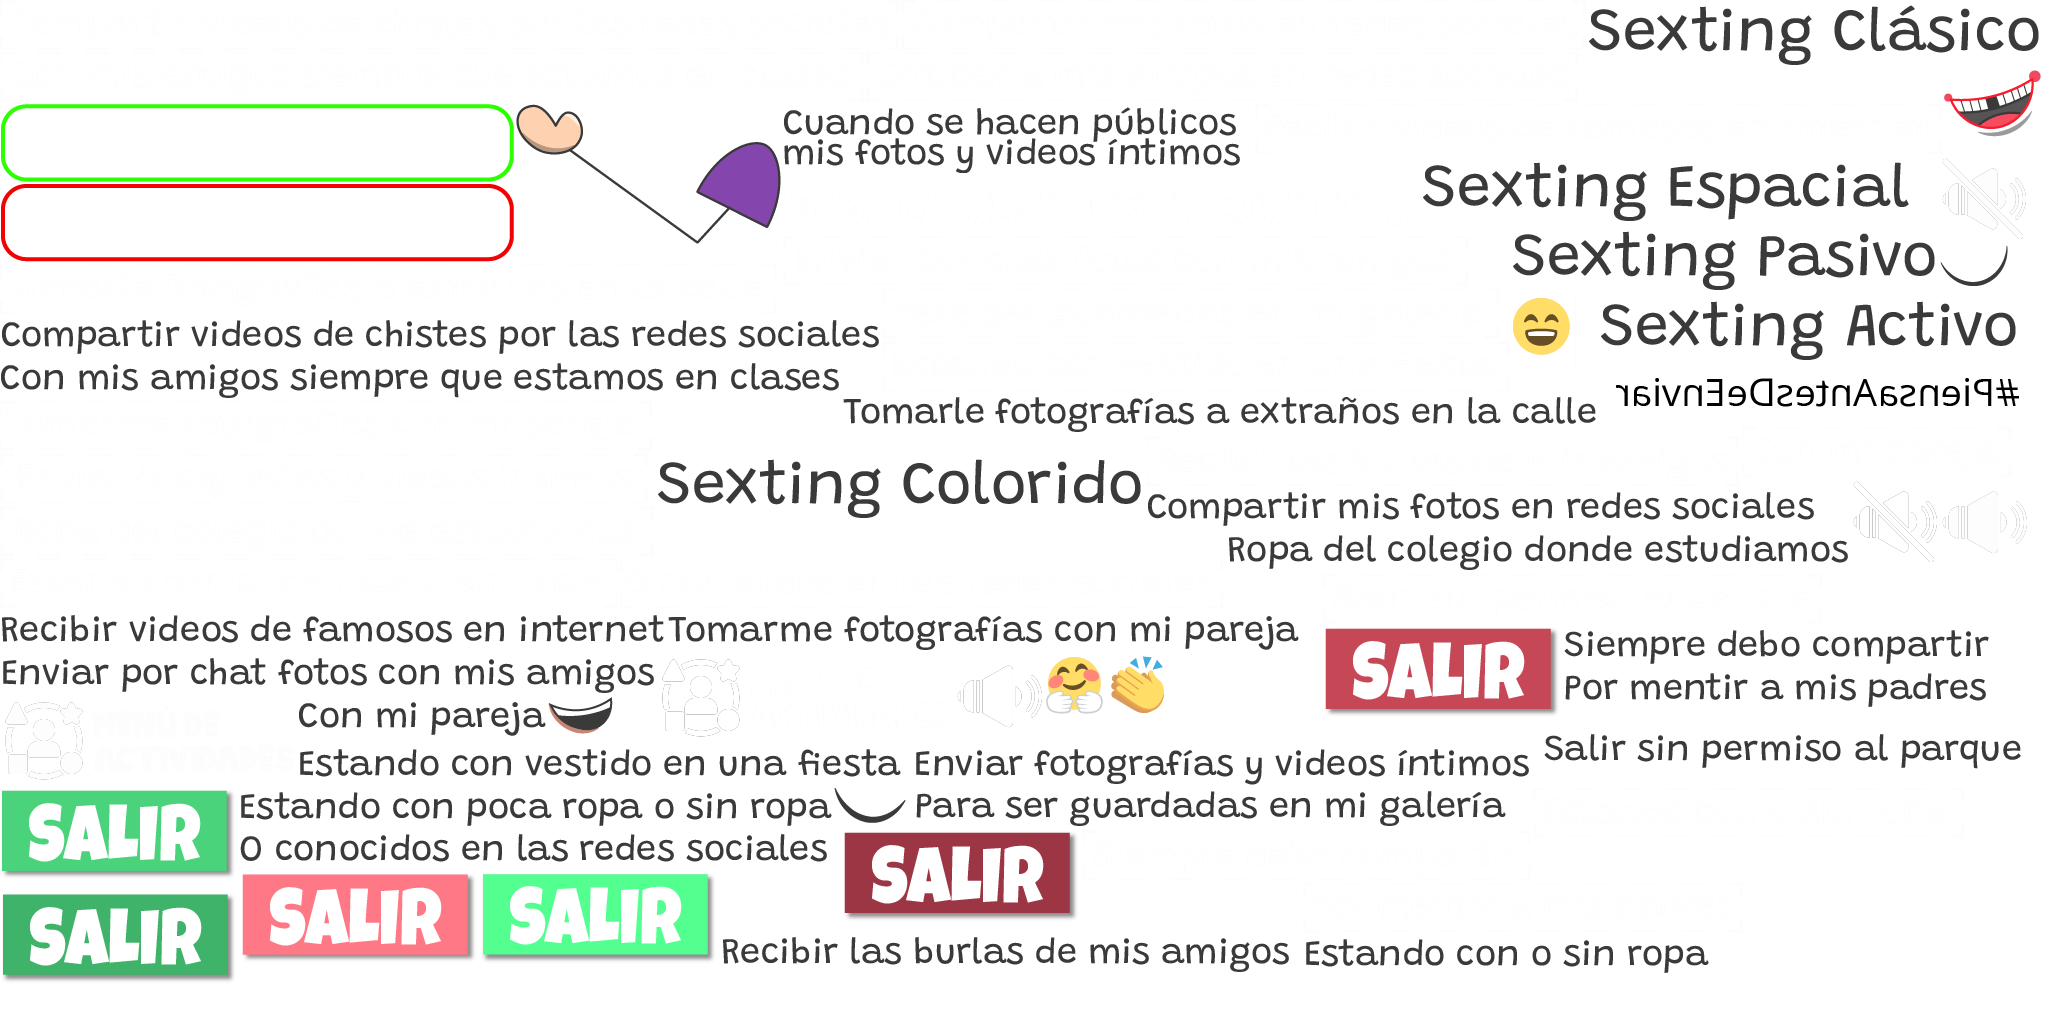 Sexting Clásico
Cuando se hacen públicos
mis fotos y videos íntimos
Sexting Espacial
Sexting Pasivo
Sexting Activo
Compartir videos de chistes por las redes sociales
Con mis amigos siempre que estamos en clases
#PiensaAntesDeEnviar
Tomarle fotografías a extraños en la calle
Sexting Colorido
Compartir mis fotos en redes sociales
Ropa del colegio donde estudiamos
Recibir videos de famosos en internet
Tomarme fotografías con mi pareja
Enviar por chat fotos con mis amigos
SALIR
Siempre debo compartir
Por mentir a mis padres
Con mi pareja
MENÚ DE
ACTIVIDADES
Estando con vestido en una fiesta
Enviar fotografías y videos íntimos
Salir sin permiso al parque
SALIR
Estando con poca ropa o sin ropa
Para ser guardadas en mi galería
O conocidos en las redes sociales
SALIR
SALIR
SALIR
SALIR
Recibir las burlas de mis amigos
Estando con o sin ropa